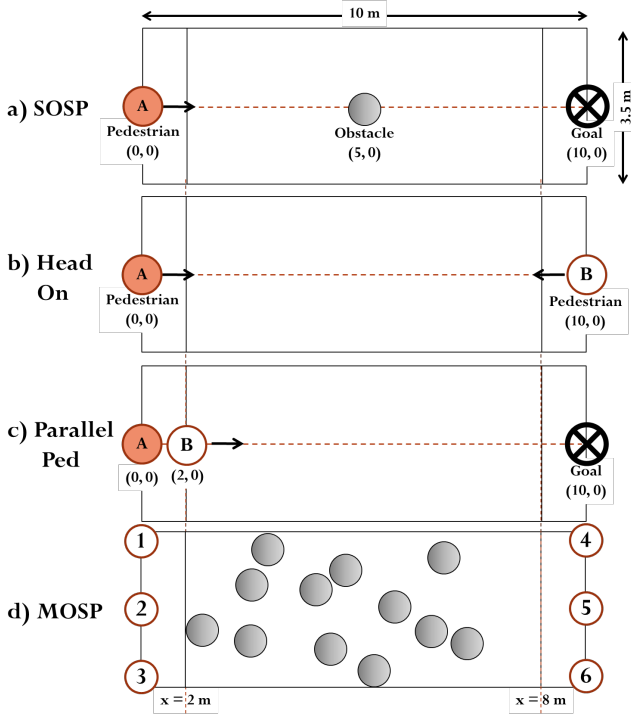 10 m
3.5 m
a) SOSP
A
Pedestrian
(0, 0)
Obstacle
(5, 0)
Goal
(10, 0)
b) Head
On
A
Pedestrian
(0, 0)
B
Pedestrian
(10, 0)
c) Parallel
Ped
A
(0, 0)
B
(2, 0)
Goal
(10, 0)
d) MOSP
1
2
3
4
5
6
x = 2 m
x = 8 m